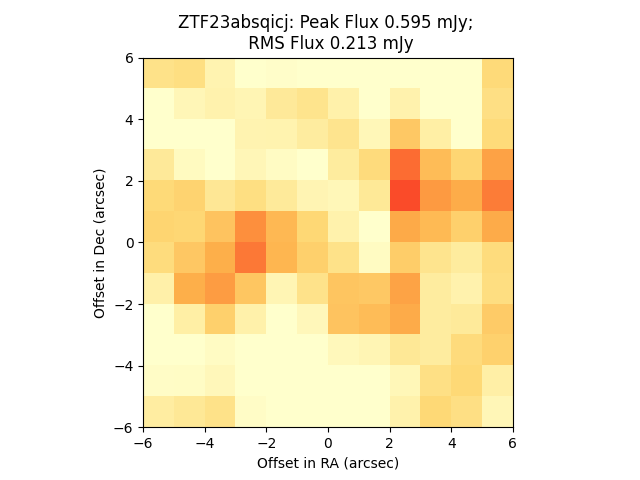 ZTF23absqicj: Peak Flux 0.595 mJy;
RMS Flux 0.213 mJy
6
4
2
0
−2
−4
−6
Offset in Dec (arcsec)
−6 −4 −2 0 2 4 6
Offset in RA (arcsec)